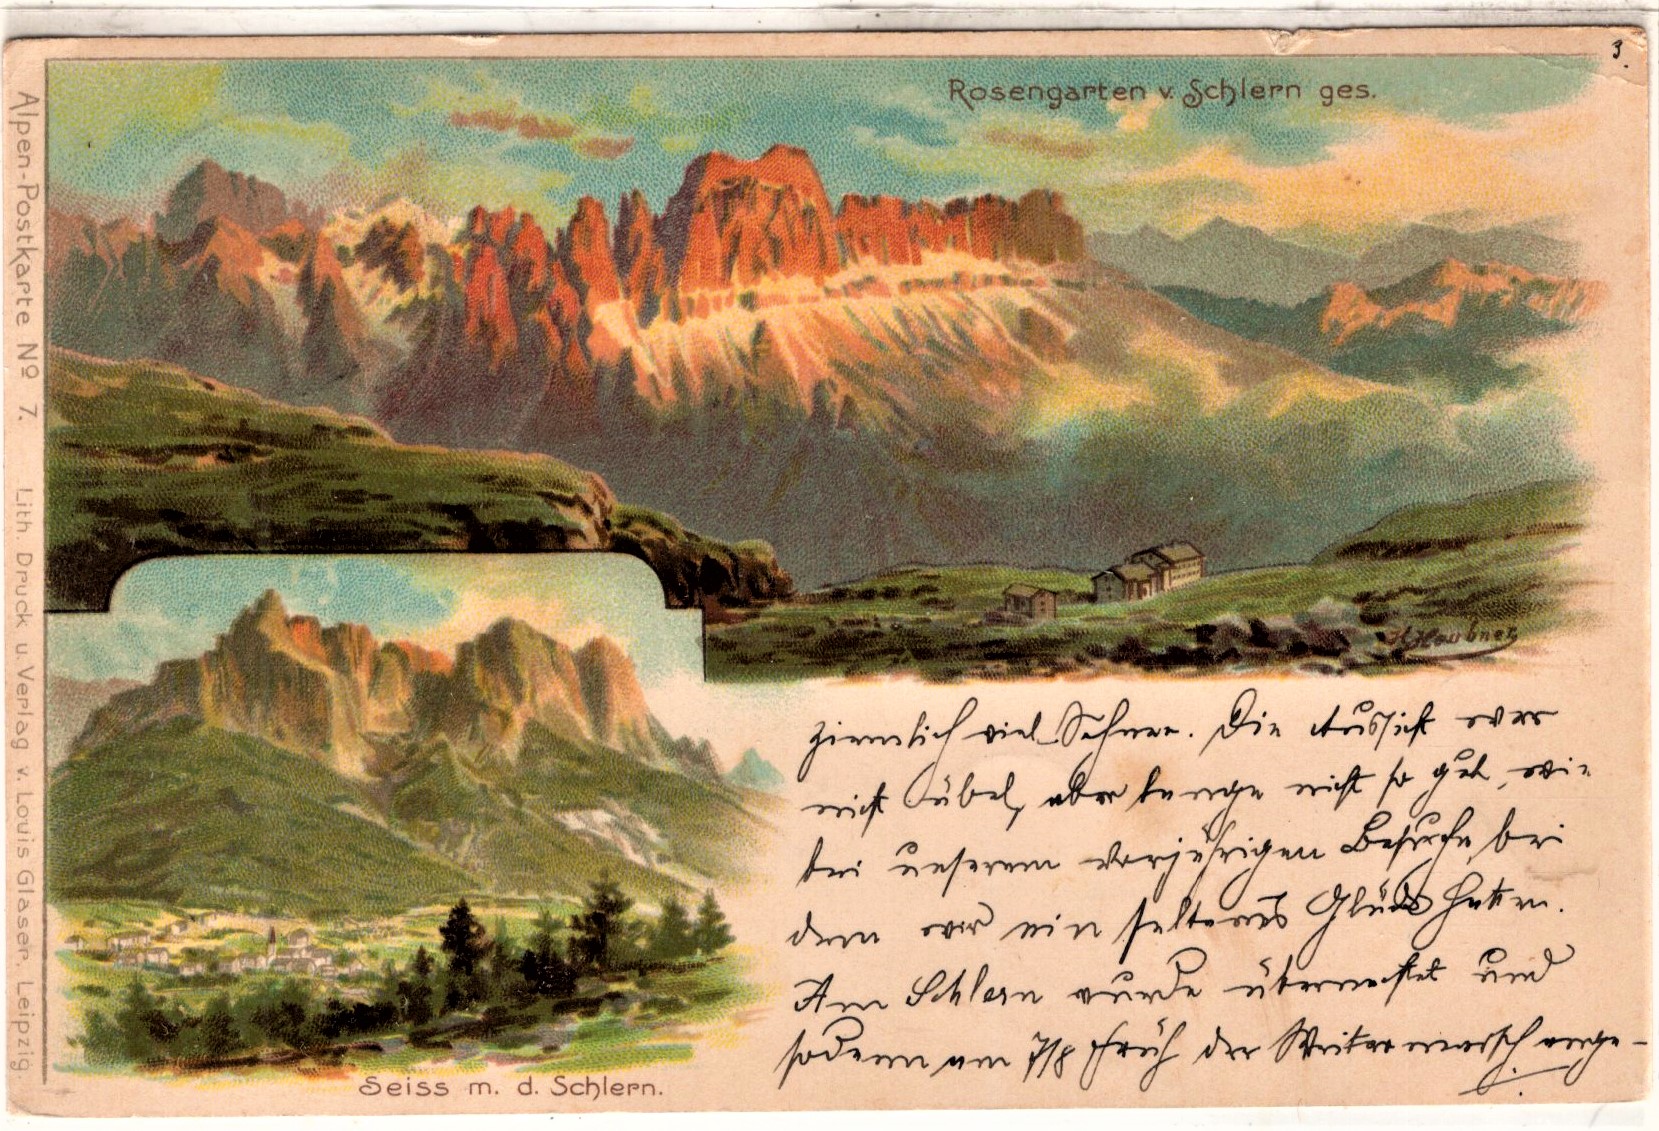 3.
Rosengarten v. Schlern ges.
Alpen-Postkarte No 7. Lith. Druck u. Verlag v. Louis Glaser, Leipzig.
H. Haubner
Seiss m. d. Schlern.
ziemlich viel Schnee. Die Aussicht war
nicht übel, aber lange nicht so gut, wie
bei unserem vorjährigen Besuche, bei
dem wir ein seltenes Glück hatten.
Am Schlern wurde übernachtet und
sodann am 7/8 früh der Weitermarsch ange-